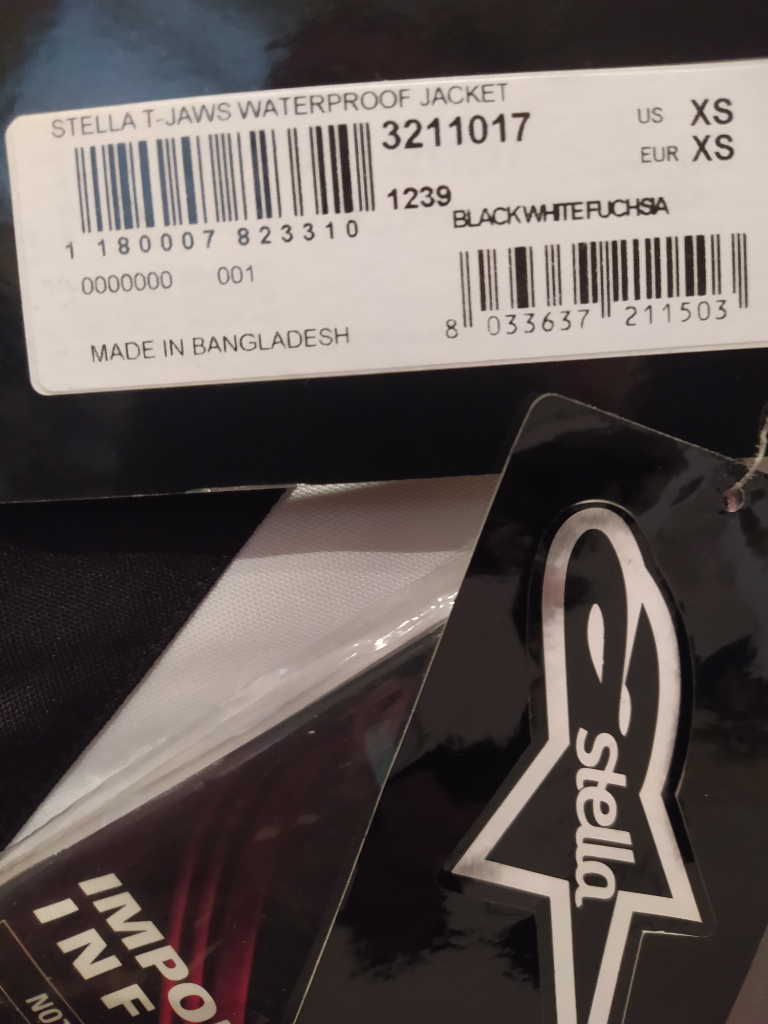 STELLA T-JAWS WATERPROOF JACKET
3211017
US XS
EUR XS
1239
BLACK WHITE FUCHSIA
1 180007 823310
0000000 001
8 033637 211503
MADE IN BANGLADESH
stella
IMPO
INF
NOT